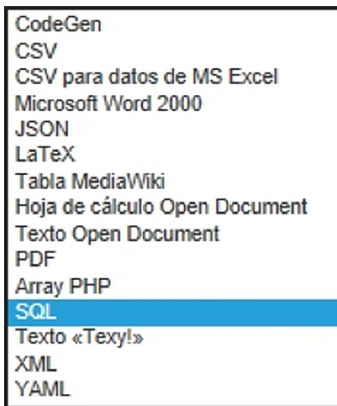 CodeGen
CSV
CSV para datos de MS Excel
Microsoft Word 2000
JSON
LaTeX
Tabla MediaWiki
Hoja de cálculo Open Document
Texto Open Document
PDF
Array PHP
SQL
Texto «Texy!»
XML
YAML